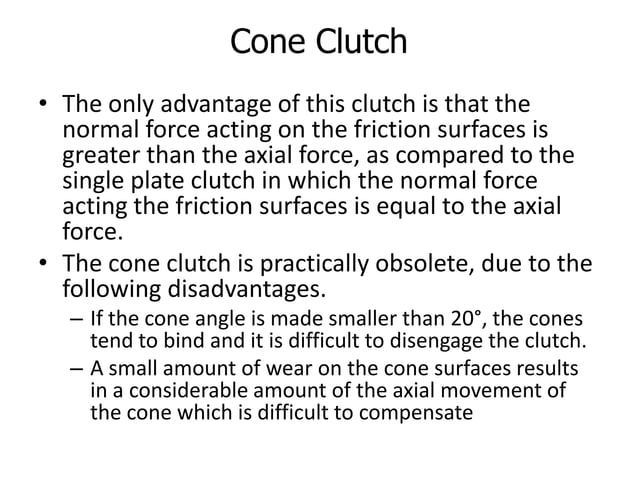 Cone Clutch
• The only advantage of this clutch is that the
normal force acting on the friction surfaces is
greater than the axial force, as compared to the
single plate clutch in which the normal force
acting the friction surfaces is equal to the axial
force.
• The cone clutch is practically obsolete, due to the
following disadvantages.
– If the cone angle is made smaller than 20°, the cones
tend to bind and it is difficult to disengage the clutch.
– A small amount of wear on the cone surfaces results
in a considerable amount of the axial movement of
the cone which is difficult to compensate